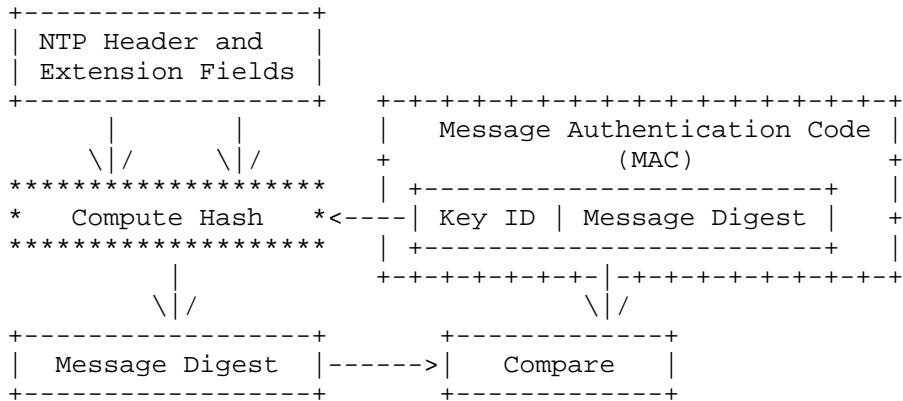 NTP Header and
Extension Fields
Message Authentication Code
(MAC)
Compute Hash
Key ID | Message Digest
Message Digest
Compare